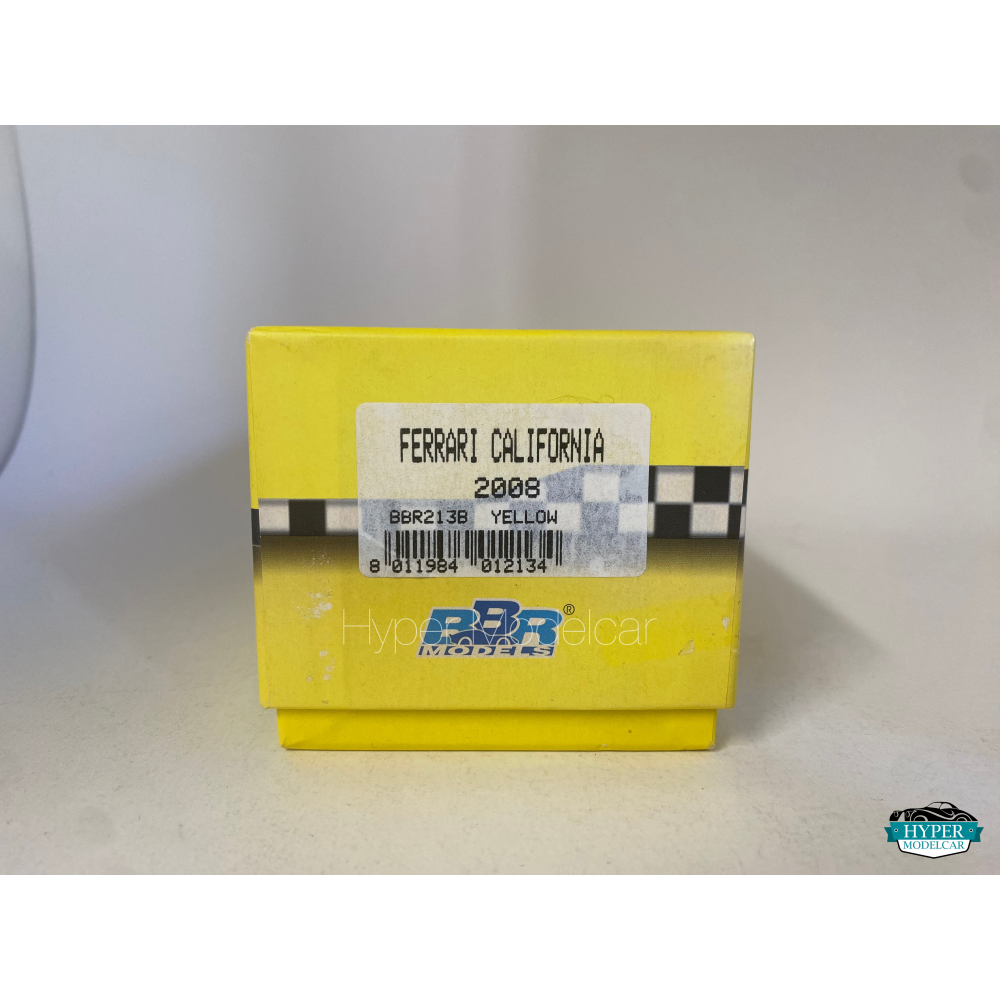 FERRARI CALIFORNIA
2008
BBR213B YELLOW
8 011984 012134
BBR®
MODELS
Hyper Modelcar
HYPER
MODELCAR